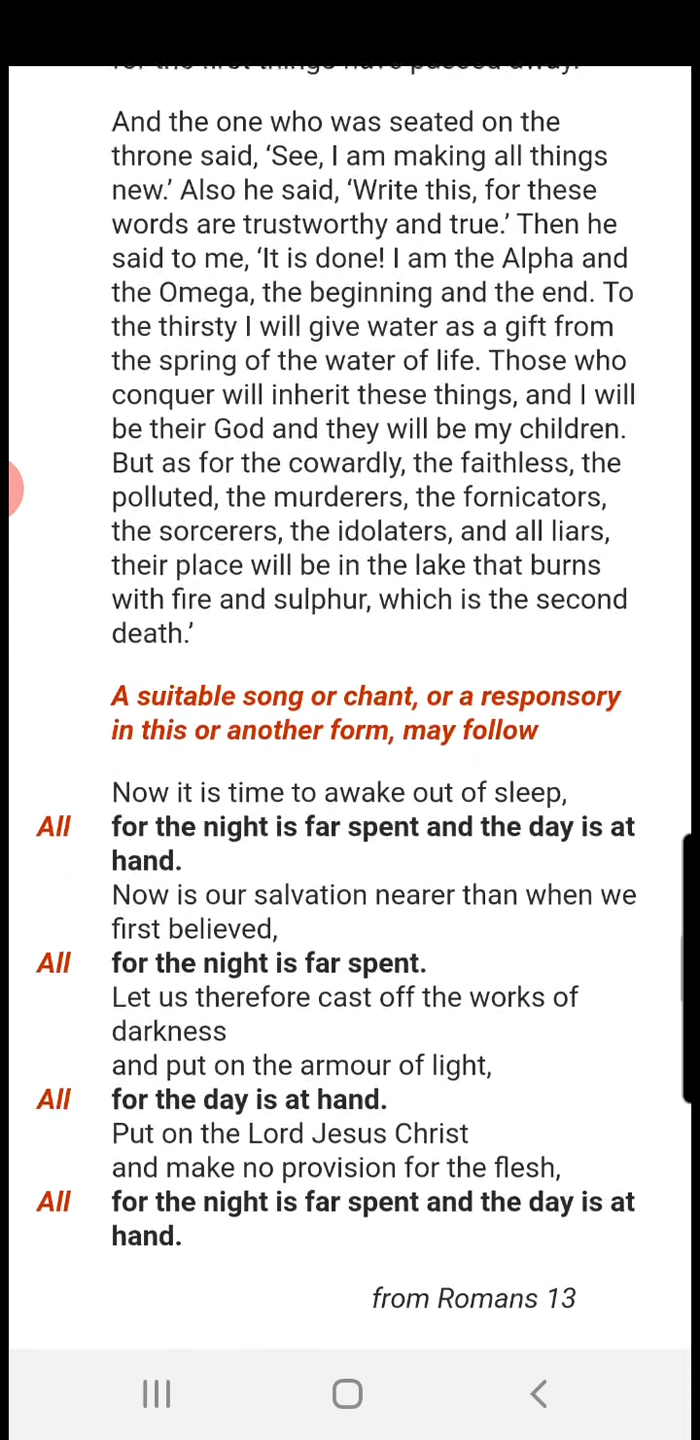 And the one who was seated on the
throne said, ‘See, I am making all things
new.’ Also he said, ‘Write this, for these
words are trustworthy and true.’ Then he
said to me, ‘It is done! I am the Alpha and
the Omega, the beginning and the end. To
the thirsty I will give water as a gift from
the spring of the water of life. Those who
conquer will inherit these things, and I will
be their God and they will be my children.
But as for the cowardly, the faithless, the
polluted, the murderers, the fornicators,
the sorcerers, the idolaters, and all liars,
their place will be in the lake that burns
with fire and sulphur, which is the second
death.’
A suitable song or chant, or a responsory
in this or another form, may follow
Now it is time to awake out of sleep,
All for the night is far spent and the day is at
hand.
Now is our salvation nearer than when we
first believed,
All for the night is far spent.
Let us therefore cast off the works of
darkness
and put on the armour of light,
All for the day is at hand.
Put on the Lord Jesus Christ
and make no provision for the flesh,
All for the night is far spent and the day is at
hand.
from Romans 13